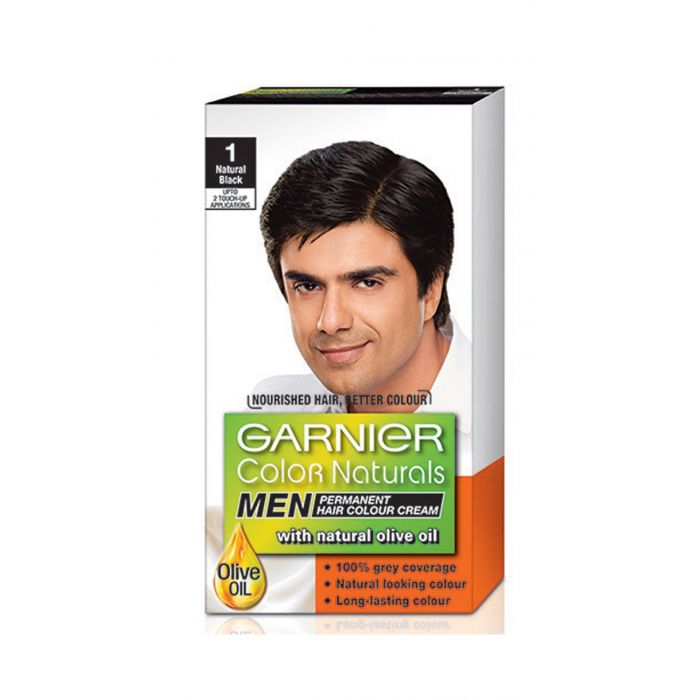 1
Natural
Black
UPTO
2 TOUCH-UP
APPLICATIONS
NOURISHED HAIR, BETTER COLOUR
GARNIER
Color Naturals
MEN PERMANENT
HAIR COLOUR CREAM
with natural olive oil
Olive
OIL
• 100% grey coverage
• Natural looking colour
• Long-lasting colour